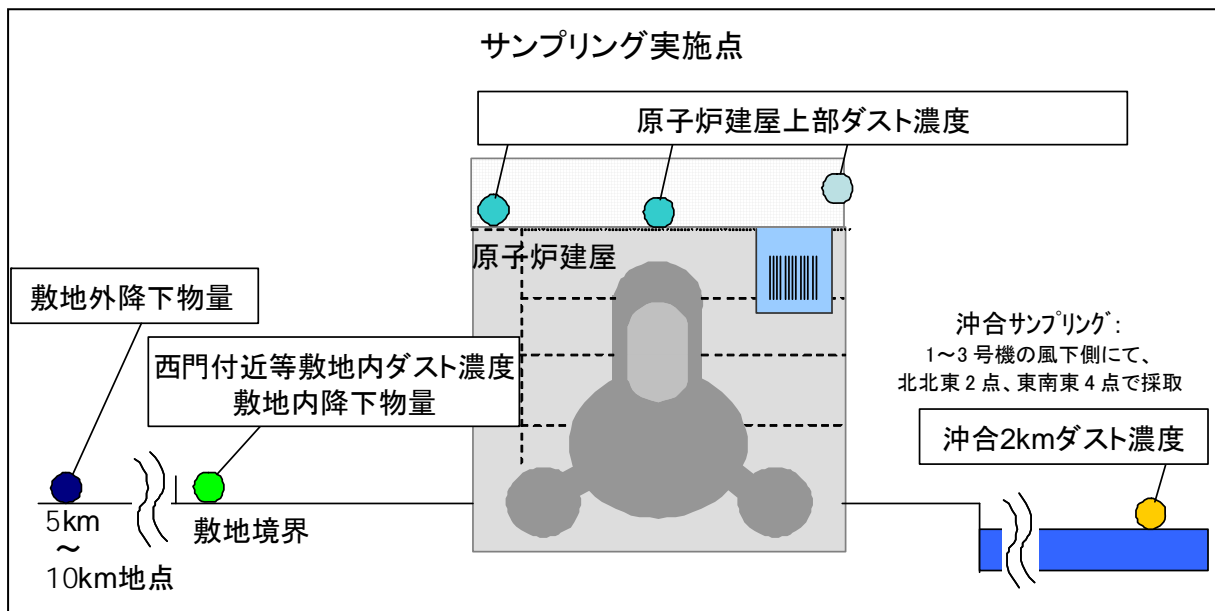 サンプリング実施点
原子炉建屋上部ダスト濃度
原子炉建屋
敷地外降下物量
西門付近等敷地内ダスト濃度
敷地内降下物量
沖合サンプリング:
1～3号機の風下側にて、
北北東2点、東南東4点で採取
沖合2kmダスト濃度
5km
～
10km地点
敷地境界